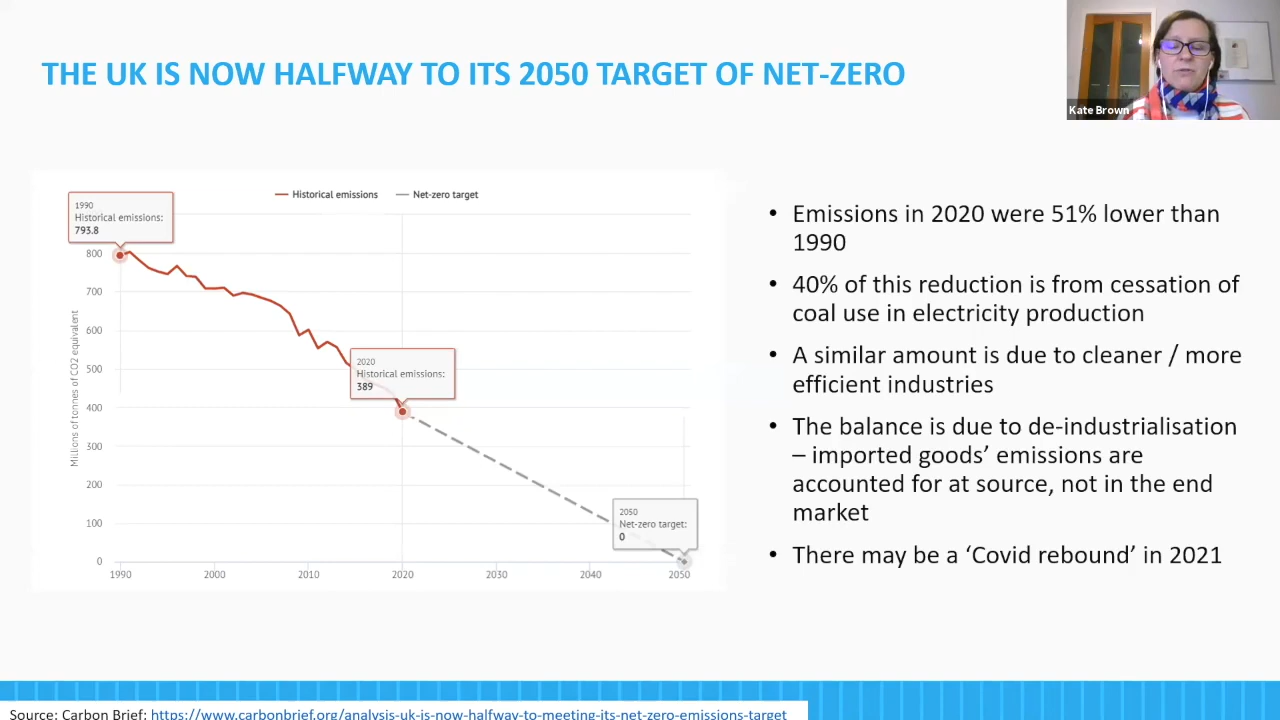 THE UK IS NOW HALFWAY TO ITS 2050 TARGET OF NET-ZERO
Kate Brown
Historical emissions
Net-zero target
1990
Historical emissions:
793.8
800
700
600
500
400
300
200
100
0
Millions of tonnes of CO2 equivalent
2020
Historical emissions:
389
2050
Net-zero target:
0
1990
2000
2010
2020
2030
2040
2050
• Emissions in 2020 were 51% lower than
1990
• 40% of this reduction is from cessation of
coal use in electricity production
• A similar amount is due to cleaner / more
efficient industries
• The balance is due to de-industrialisation
– imported goods’ emissions are
accounted for at source, not in the end
market
• There may be a ‘Covid rebound’ in 2021
Source: Carbon Brief: https://www.carbonbrief.org/analysis-uk-is-now-halfway-to-meeting-its-net-zero-emissions-target